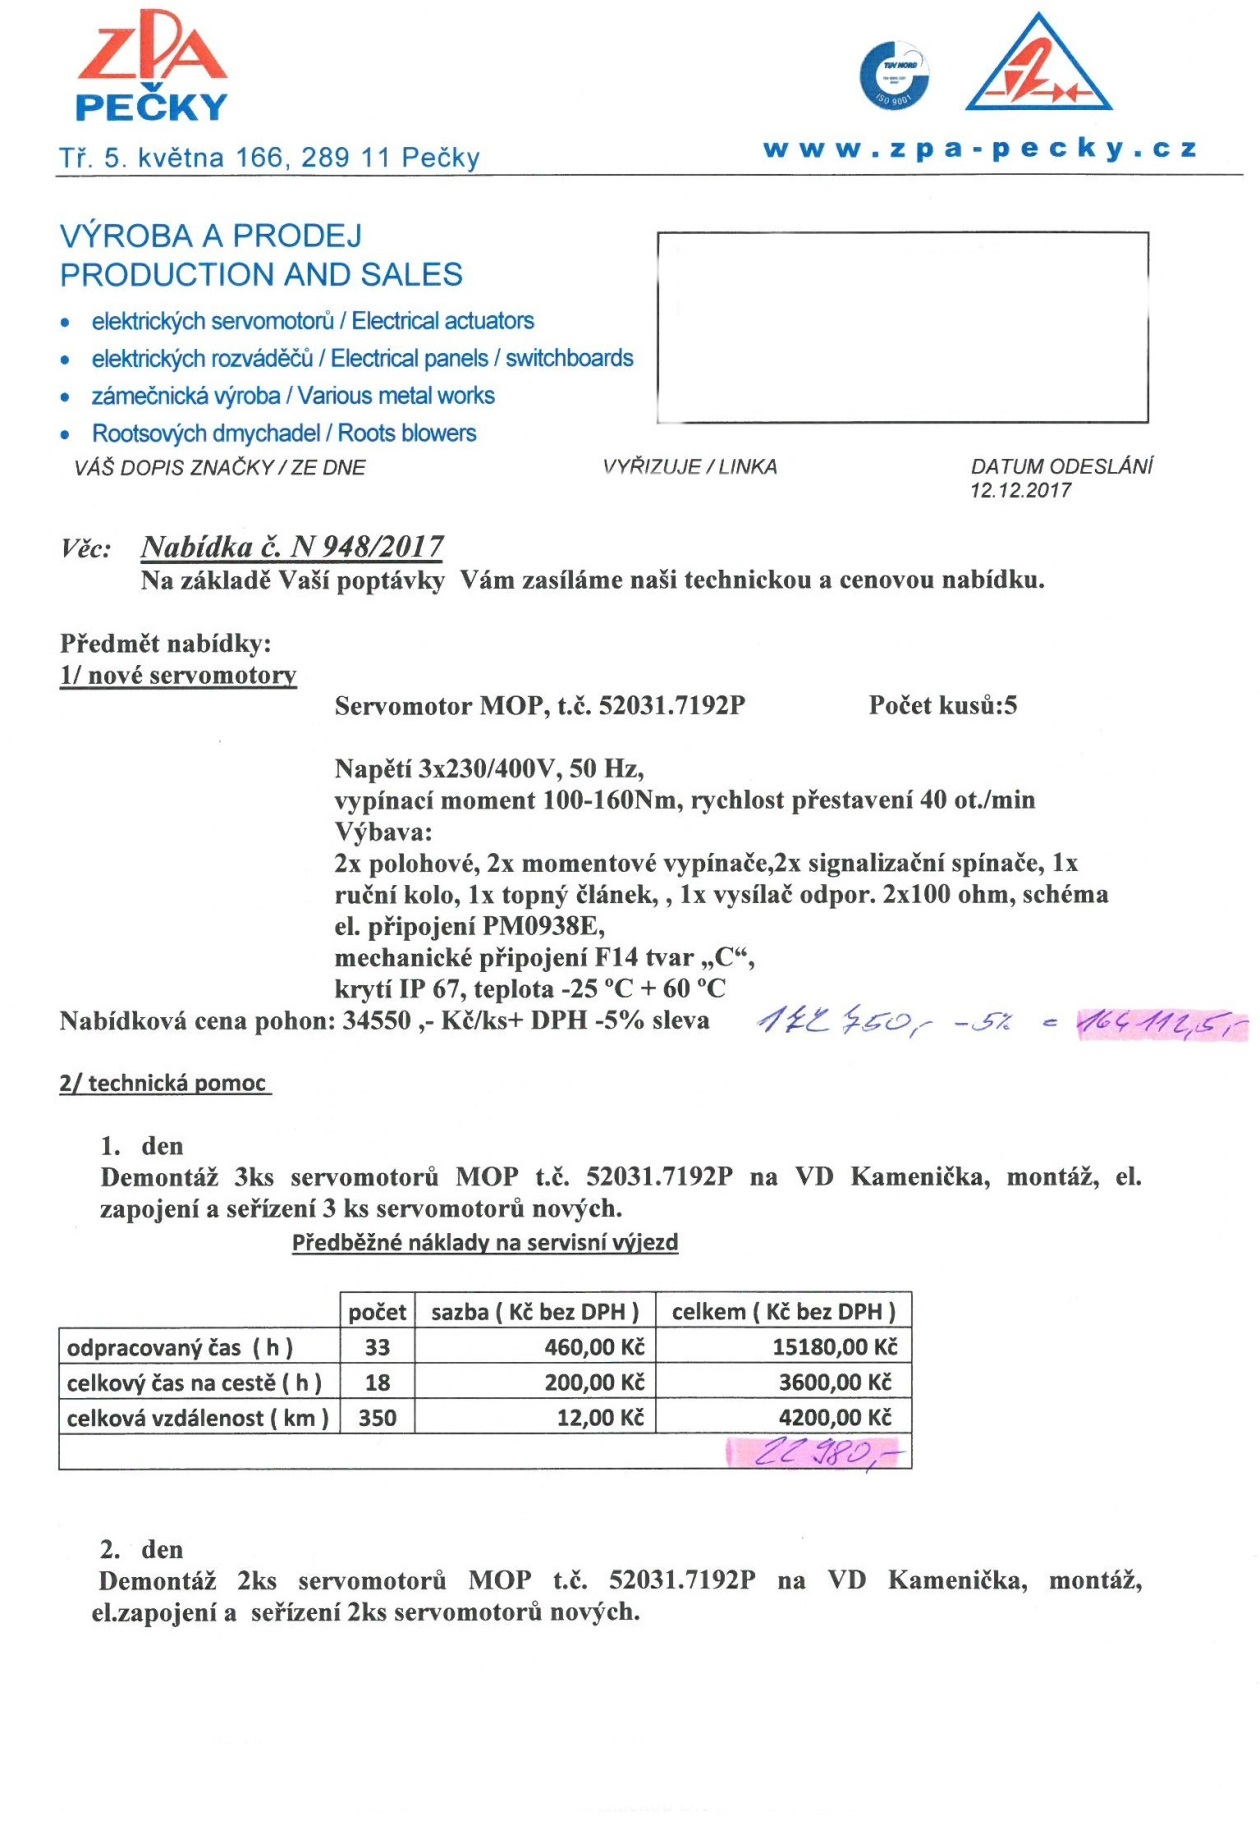 ZPA
PEČKY
TÜV NORD
ISO 9001
Tř. 5. května 166, 289 11 Pečky
www.zpa-pecky.cz
VÝROBA A PRODEJ
PRODUCTION AND SALES
• elektrických servomotorů / Electrical actuators
• elektrických rozváděčů / Electrical panels / switchboards
• zámečnická výroba / Various metal works
• Rootsových dmychadel / Roots blowers
VÁŠ DOPIS ZNAČKY / ZE DNE VYŘIZUJE / LINKA DATUM ODESLÁNÍ
12.12.2017
Věc: Nabídka č. N 948/2017
Na základě Vaší poptávky Vám zasíláme naši technickou a cenovou nabídku.
Předmět nabídky:
1/ nové servomotory
Servomotor MOP, t.č. 52031.7192P Počet kusů:5
Napětí 3x230/400V, 50 Hz,
vypínací moment 100-160Nm, rychlost přestavení 40 ot./min
Výbava:
2x polohové, 2x momentové vypínače,2x signalizační spínače, 1x
ruční kolo, 1x topný článek, , 1x vysílač odpor. 2x100 ohm, schéma
el. připojení PM0938E,
mechanické připojení F14 tvar „C“,
krytí IP 67, teplota -25 ºC + 60 ºC
Nabídková cena pohon: 34550 ,- Kč/ks+ DPH -5% sleva 172 750,- -5% = 164 112,5,-
2/ technická pomoc
1. den
Demontáž 3ks servomotorů MOP t.č. 52031.7192P na VD Kamenička, montáž, el.
zapojení a seřízení 3 ks servomotorů nových.
Předběžné náklady na servisní výjezd
počet sazba ( Kč bez DPH ) celkem ( Kč bez DPH )
odpracovaný čas ( h ) 33 460,00 Kč 15180,00 Kč
celkový čas na cestě ( h ) 18 200,00 Kč 3600,00 Kč
celková vzdálenost ( km ) 350 12,00 Kč 4200,00 Kč
22 980,-
2. den
Demontáž 2ks servomotorů MOP t.č. 52031.7192P na VD Kamenička, montáž,
el.zapojení a seřízení 2ks servomotorů nových.